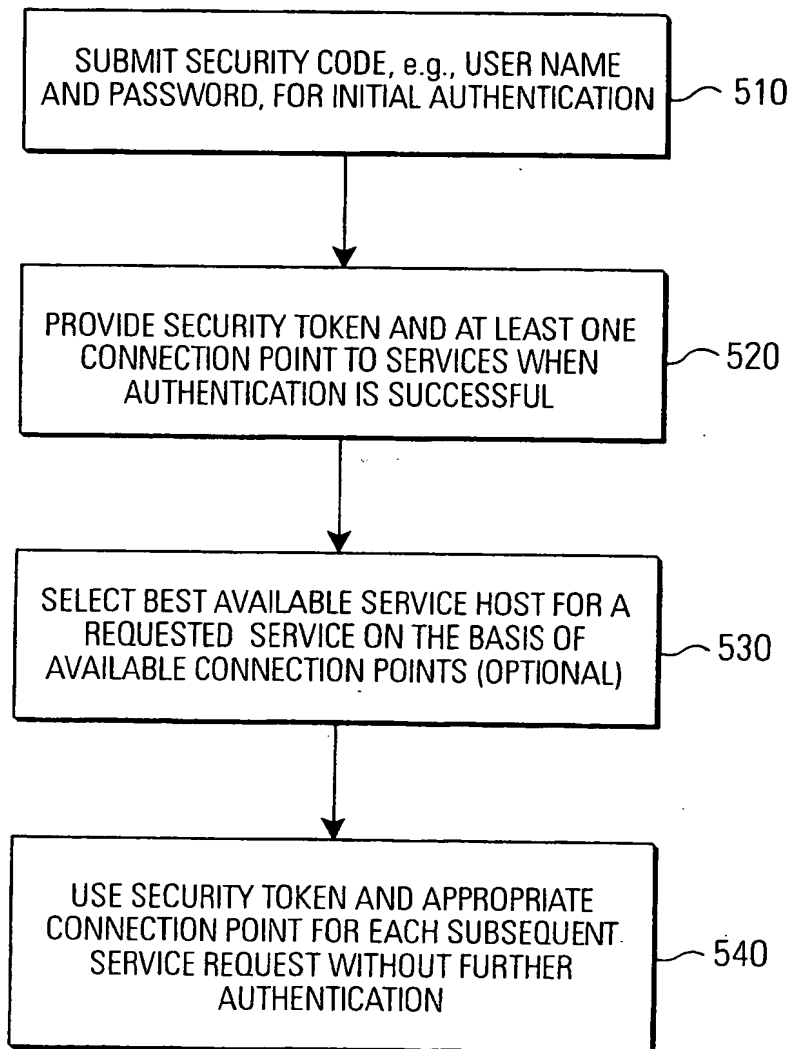 SUBMIT SECURITY CODE, e.g., USER NAME
AND PASSWORD, FOR INITIAL AUTHENTICATION
510
PROVIDE SECURITY TOKEN AND AT LEAST ONE
CONNECTION POINT TO SERVICES WHEN
AUTHENTICATION IS SUCCESSFUL
520
SELECT BEST AVAILABLE SERVICE HOST FOR A
REQUESTED SERVICE ON THE BASIS OF
AVAILABLE CONNECTION POINTS (OPTIONAL)
530
USE SECURITY TOKEN AND APPROPRIATE
CONNECTION POINT FOR EACH SUBSEQUENT
SERVICE REQUEST WITHOUT FURTHER
AUTHENTICATION
540